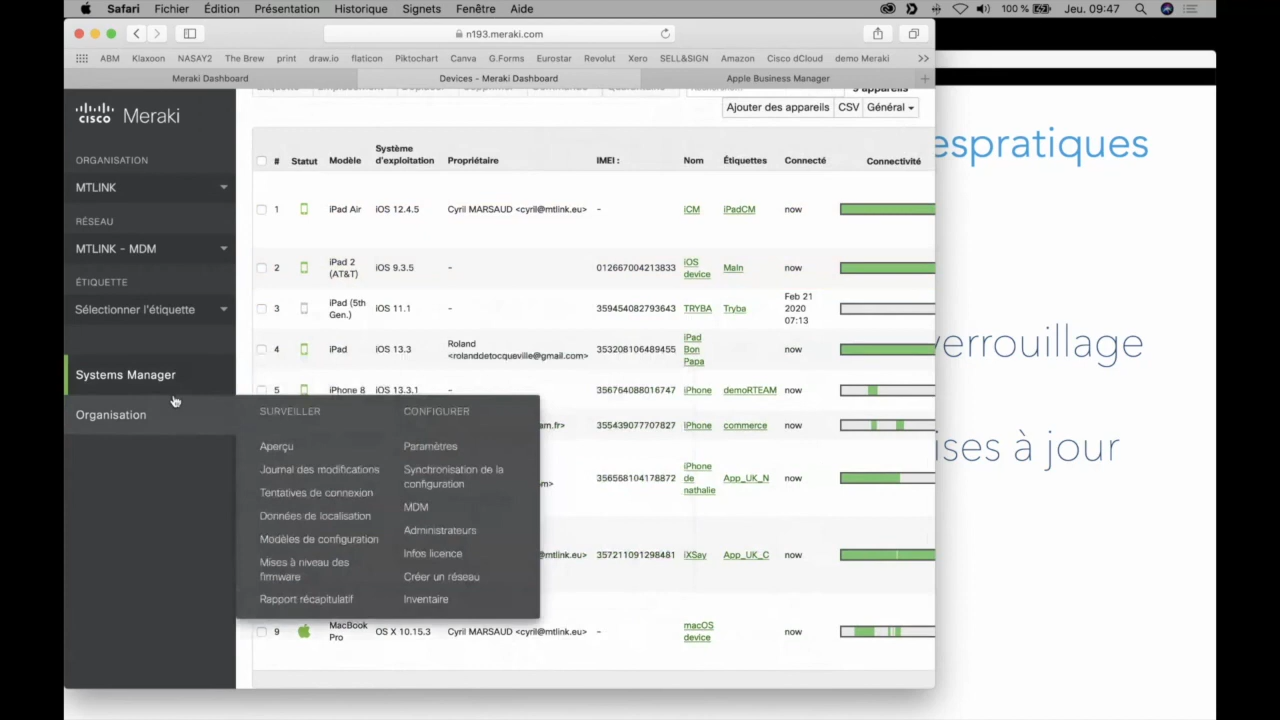 Safari Fichier Édition Présentation Historique Signets Fenêtre Aide 100 % Jeu. 09:47
n193.meraki.com
ABM Klaxoon NASAY2 The Brew print draw.io flaticon Piktochart Canva G.Forms Eurostar Revolut Xero SELL&SIGN Amazon Cisco dCloud demo Meraki >>
Meraki Dashboard Devices - Meraki Dashboard Apple Business Manager +
cisco Meraki
ORGANISATION
MTLINK
RÉSEAU
MTLINK - MDM
ÉTIQUETTE
Sélectionner l'étiquette
Systems Manager
Organisation
Ajouter des appareils CSV Général
# Statut Modèle Système d'exploitation Propriétaire IMEI : Nom Étiquettes Connecté Connectivité
1 iPad Air iOS 12.4.5 Cyril MARSAUD <cyril@mtlink.eu> - iCM iPadCM now
2 iPad 2 (AT&T) iOS 9.3.5 - 012667004213833 iOS device Main now
3 iPad (5th Gen.) iOS 11.1 - 359454082793643 TRYBA Tryba Feb 21 2020 07:13
4 iPad iOS 13.3 Roland <rolanddetocqueville@gmail.com> 353208106489455 iPad Bon Papa now
5 iPhone 8 iOS 13.3.1 - 356764088016747 iPhone demoRTEAM now
am.fr> 355439077707827 iPhone commerce now
m> 356568104178872 iPhone de nathalie App_UK_N now
@mtlink.eu> 357211091298481 iXSay App_UK_C now
9 MacBook Pro OS X 10.15.3 Cyril MARSAUD <cyril@mtlink.eu> - macOS device now
SURVEILLER
Aperçu
Journal des modifications
Tentatives de connexion
Données de localisation
Modèles de configuration
Mises à niveau des
firmware
Rapport récapitulatif
CONFIGURER
Paramètres
Synchronisation de la
configuration
MDM
Administrateurs
Infos licence
Créer un réseau
Inventaire
espratiques
verrouillage
ises à jour